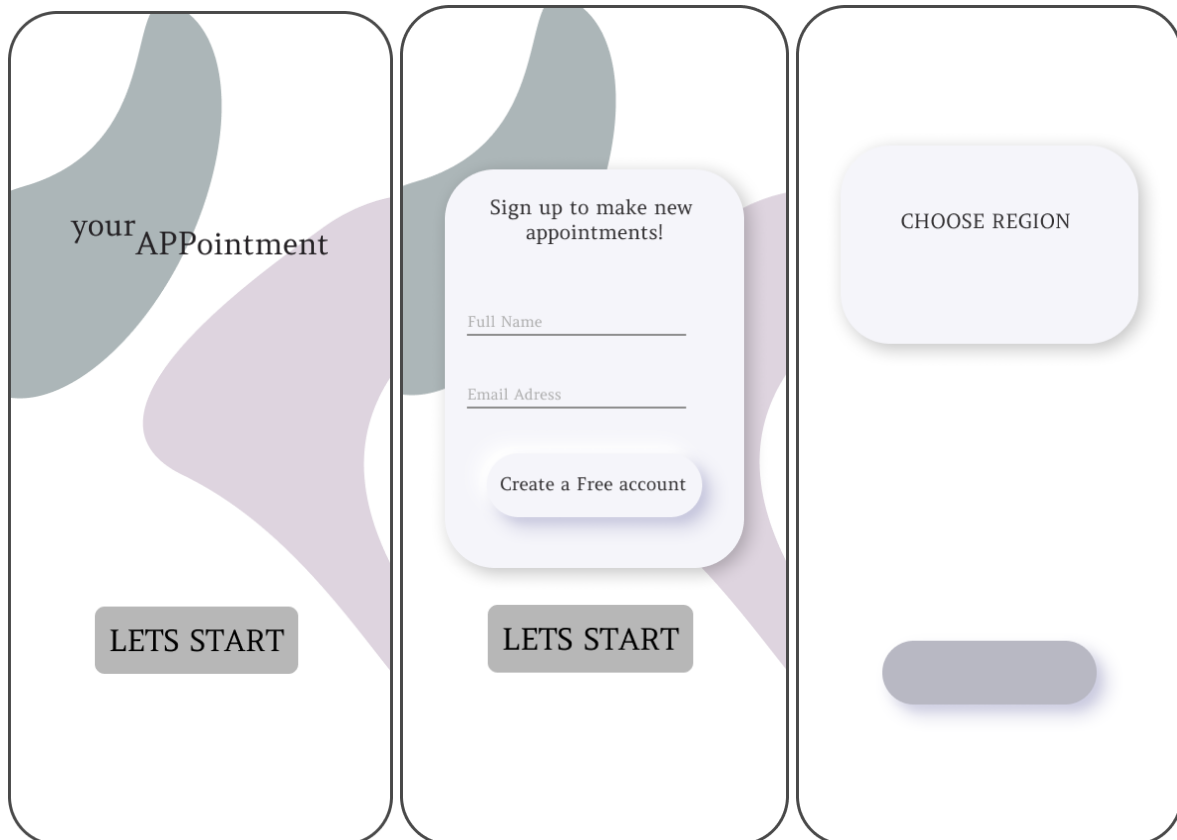 your
APPointment
LETS START
Sign up to make new
appointments!
Full Name
Email Adress
Create a Free account
LETS START
CHOOSE REGION